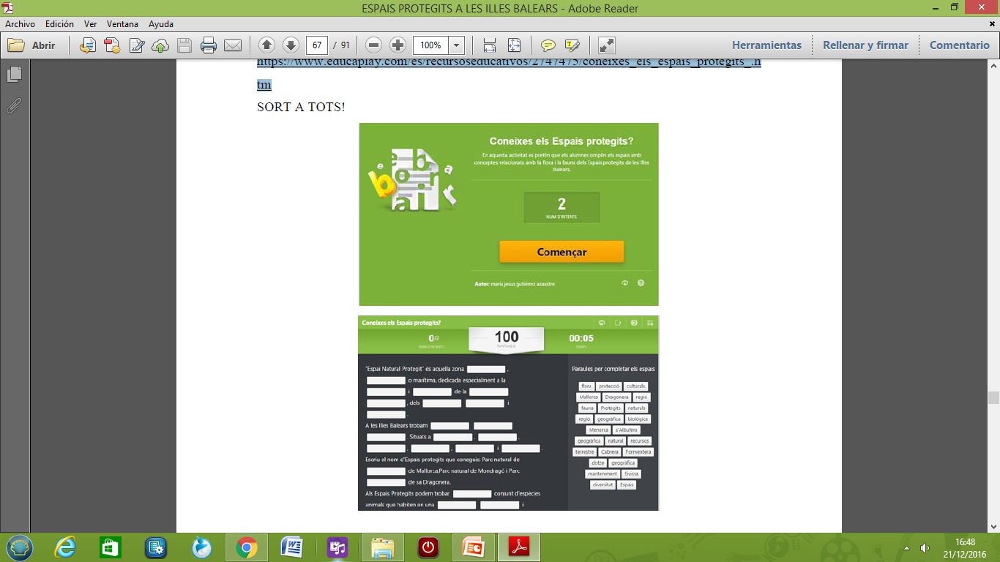 ESPAIS PROTEGITS A LES ILLES BALEARS - Adobe Reader
Archivo Edición Ver Ventana Ayuda
Abrir 67 / 91 100% Herramientas Rellenar y firmar Comentario
https://www.educaplay.com/es/recursoseducativos/2747475/coneixes_els_espais_protegits_.h
tm
SORT A TOTS!
Coneixes els Espais protegits?
En aquesta activitat es pretén que els alumnes omplin els espais amb
conceptes relacionats amb la flora i la fauna dels Espais protegits de les Illes
Balears.
2
NUM D'INTENTS
Començar
Autor: maria jesus gutiérrez azaustre
Coneixes els Espais protegits?
0/2 100 00:05
NUM D'INTENTS PUNTUACIÓ TEMPS
"Espai Natural Protegit" és aquella zona ,
o marítima, dedicada especialment a la
i de la
, dels i
.
A les Illes Balears trobam
. Situats a , ,
, , i .
Escriu el nom d'Espais protegits que coneguis: Parc natural de
de Mallorca,Parc natural de Mondragó i Parc
de sa Dragonera.
Als Espais Protegits podem trobar conjunt d'espècies
animals que habiten en una i
Paraules per completar els espais
flora protecció culturals
Mallorca Dragonera regió
fauna Protegits naturals
regió geogràfica biològica
Menorca s'Albufera
geogràfica natural recursos
terrestre Cabrera Formentera
dotze geogràfica
manteniment Eivissa
diversitat Espais
16:48
21/12/2016